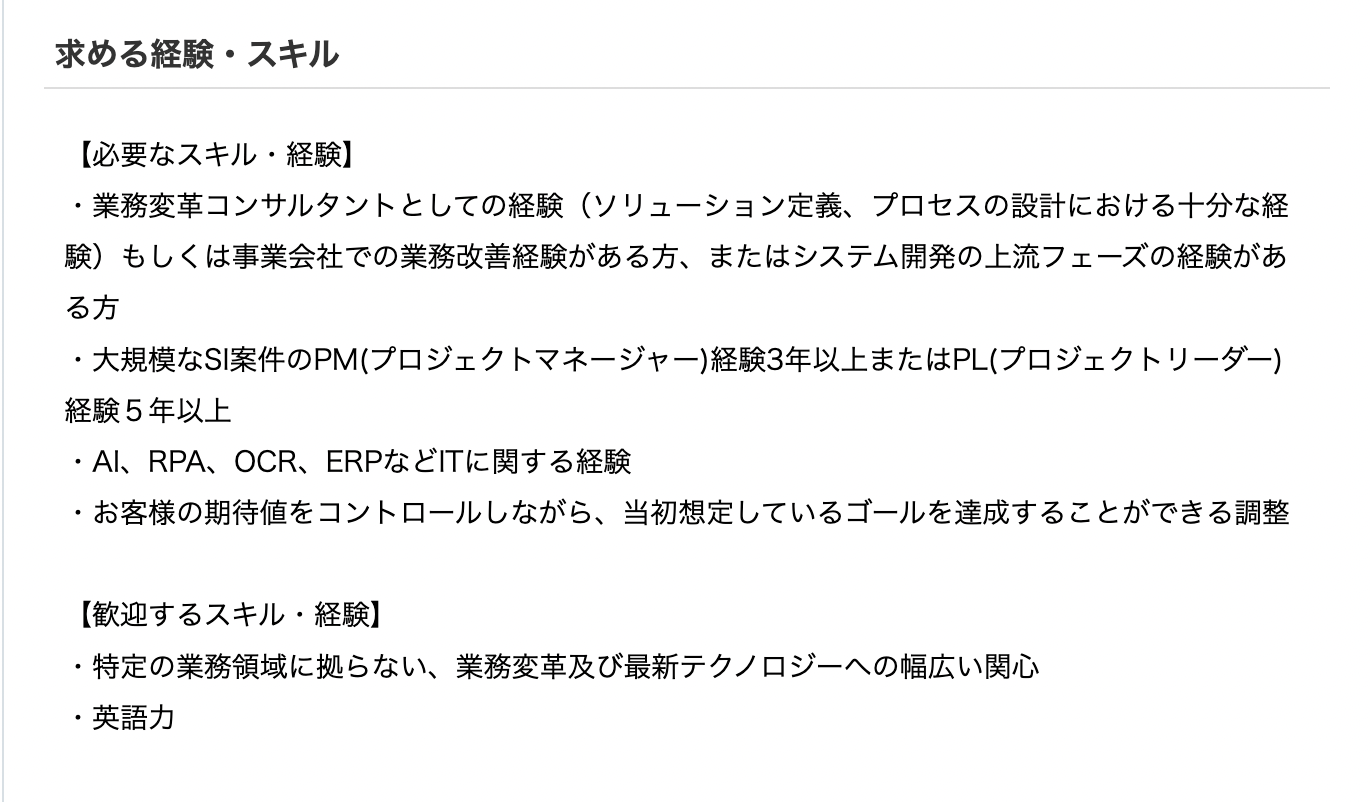 求める経験・スキル
【必要なスキル・経験】
・業務変革コンサルタントとしての経験（ソリューション定義、プロセスの設計における十分な経
験）もしくは事業会社での業務改善経験がある方、またはシステム開発の上流フェーズの経験があ
る方
・大規模なSI案件のPM(プロジェクトマネージャー)経験3年以上またはPL(プロジェクトリーダー)
経験５年以上
・AI、RPA、OCR、ERPなどITに関する経験
・お客様の期待値をコントロールしながら、当初想定しているゴールを達成することができる調整
【歓迎するスキル・経験】
・特定の業務領域に拠らない、業務変革及び最新テクノロジーへの幅広い関心
・英語力